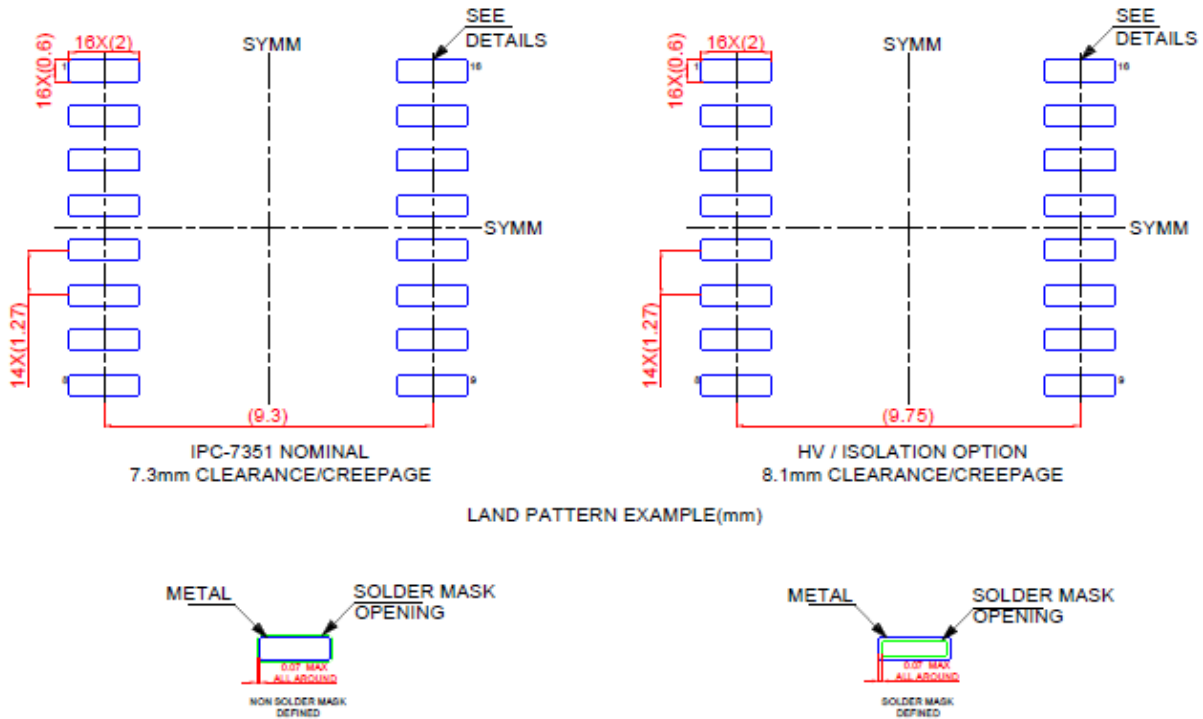 SEE
DETAILS
16X(2)
SYMM
16X(0.6)
1
16
SYMM
14X(1.27)
8
9
(9.3)
IPC-7351 NOMINAL
7.3mm CLEARANCE/CREEPAGE
SEE
DETAILS
16X(2)
SYMM
16X(0.6)
1
16
SYMM
14X(1.27)
8
9
(9.75)
HV / ISOLATION OPTION
8.1mm CLEARANCE/CREEPAGE
LAND PATTERN EXAMPLE(mm)
METAL
SOLDER MASK
OPENING
0.07 MAX
ALL AROUND
NON SOLDER MASK
DEFINED
METAL
SOLDER MASK
OPENING
0.07 MAX
ALL AROUND
SOLDER MASK
DEFINED